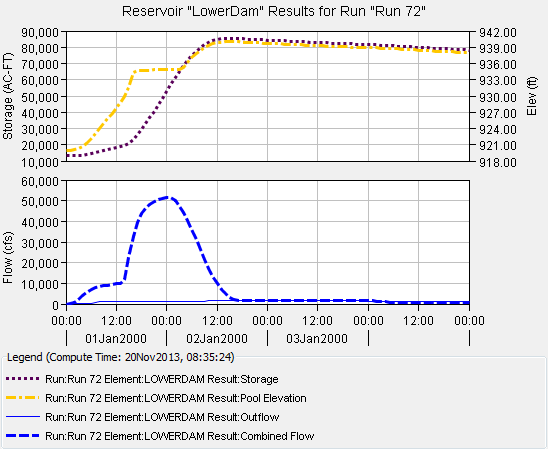 Reservoir "LowerDam" Results for Run "Run 72"
90,000
80,000
70,000
60,000
50,000
40,000
30,000
20,000
10,000
Storage (AC-FT)
942.00
939.00
936.00
933.00
930.00
927.00
924.00
921.00
918.00
Elev (ft)
60,000
50,000
40,000
30,000
20,000
10,000
0
Flow (cfs)
00:00 12:00 00:00 12:00 00:00 12:00 00:00 12:00 00:00
01Jan2000 02Jan2000 03Jan2000
Legend (Compute Time: 20Nov2013, 08:35:24)
Run:Run 72 Element:LOWERDAM Result:Storage
Run:Run 72 Element:LOWERDAM Result:Pool Elevation
Run:Run 72 Element:LOWERDAM Result:Outflow
Run:Run 72 Element:LOWERDAM Result:Combined Flow